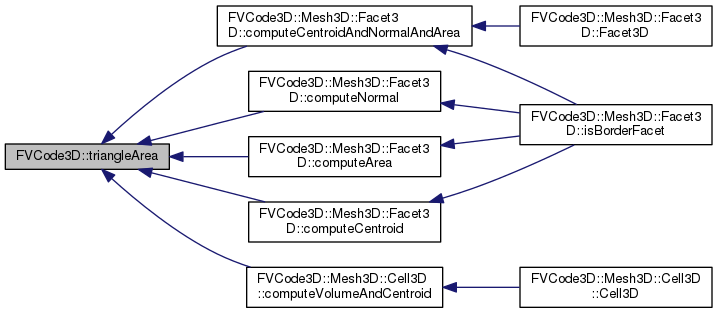 FVCode3D::Mesh3D::Facet3
D::computeCentroidAndNormalAndArea
FVCode3D::Mesh3D::Facet3
D::Facet3D
FVCode3D::Mesh3D::Facet3
D::computeNormal
FVCode3D::Mesh3D::Facet3
D::isBorderFacet
FVCode3D::triangleArea
FVCode3D::Mesh3D::Facet3
D::computeArea
FVCode3D::Mesh3D::Facet3
D::computeCentroid
FVCode3D::Mesh3D::Cell3D
::computeVolumeAndCentroid
FVCode3D::Mesh3D::Cell3D
::Cell3D